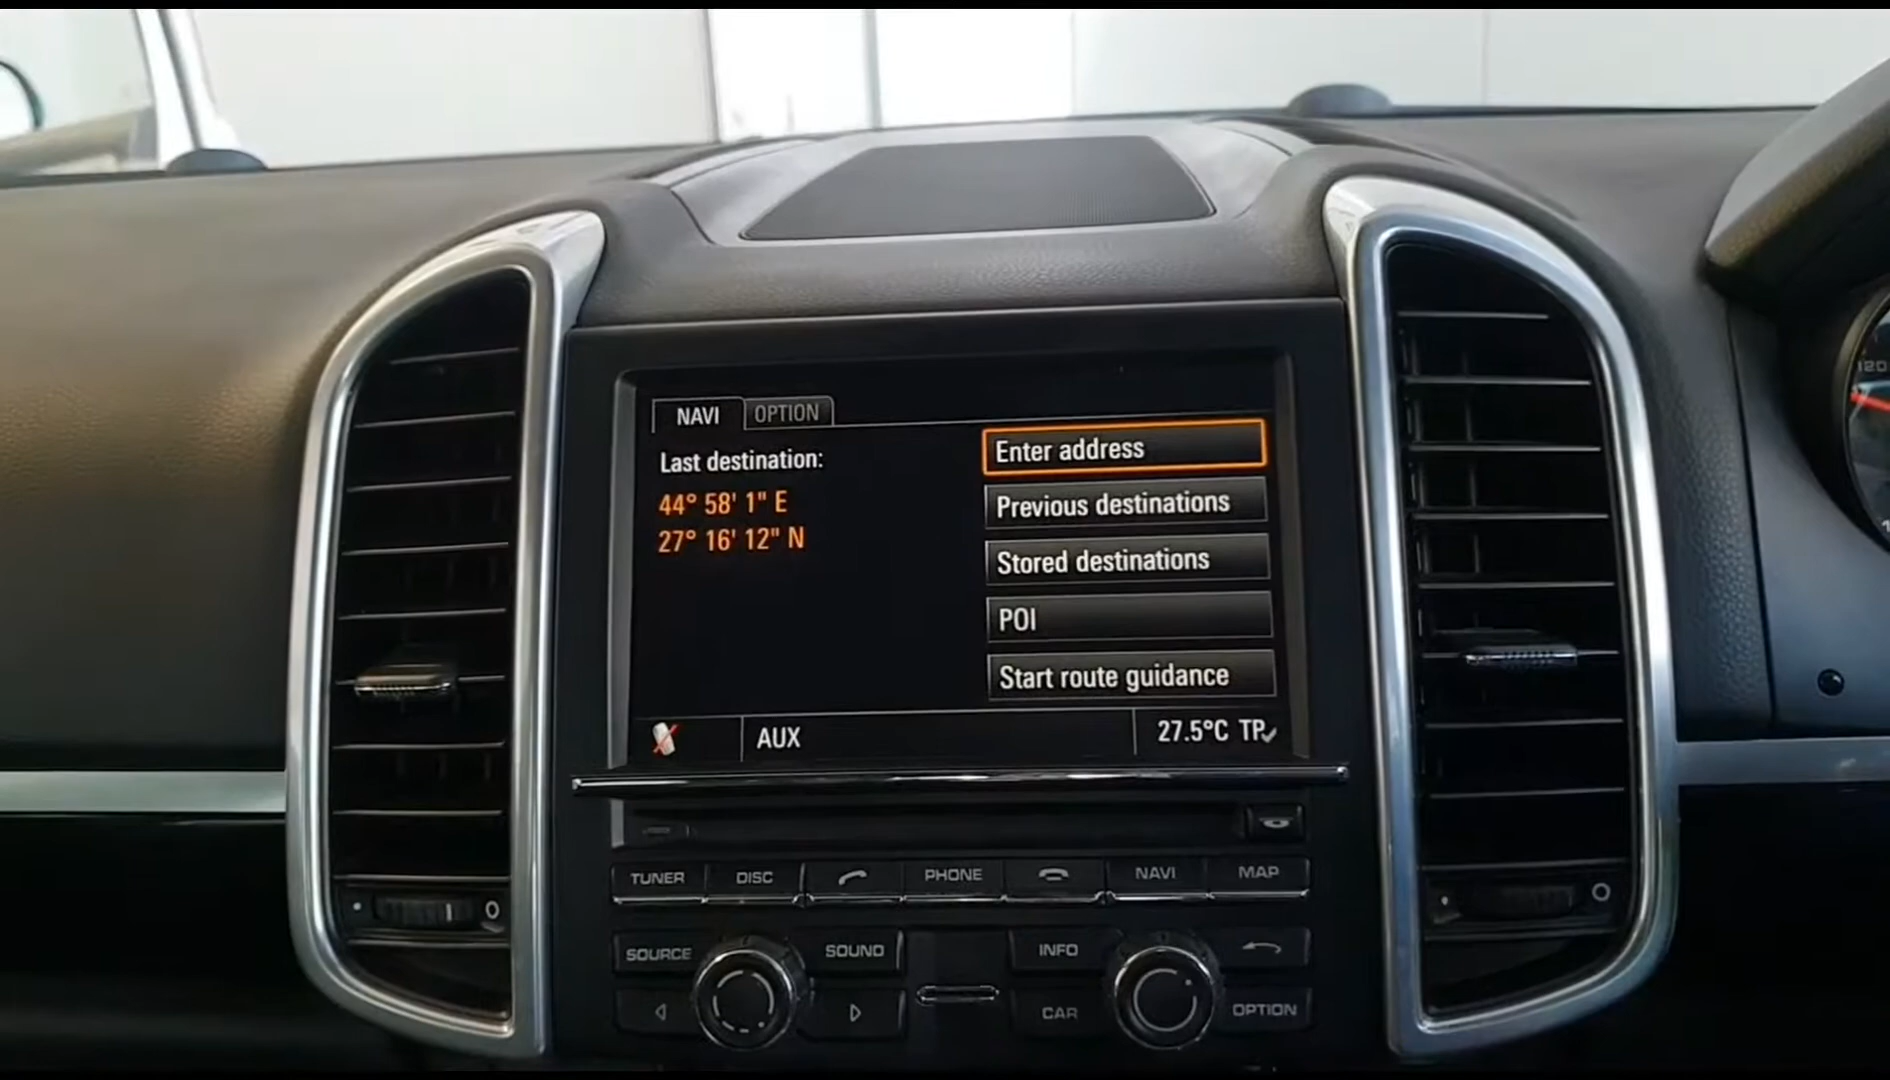 NAVI OPTION
Last destination:
44° 58' 1" E
27° 16' 12" N
Enter address
Previous destinations
Stored destinations
POI
Start route guidance
AUX
27.5°C TP
TUNER DISC PHONE NAVI MAP
SOURCE SOUND INFO
CAR OPTION
120